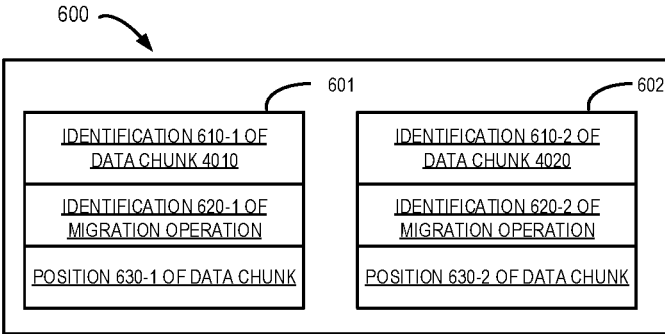 600
601
602
IDENTIFICATION 610-1 OF
DATA CHUNK 4010
IDENTIFICATION 620-1 OF
MIGRATION OPERATION
POSITION 630-1 OF DATA CHUNK
IDENTIFICATION 610-2 OF
DATA CHUNK 4020
IDENTIFICATION 620-2 OF
MIGRATION OPERATION
POSITION 630-2 OF DATA CHUNK